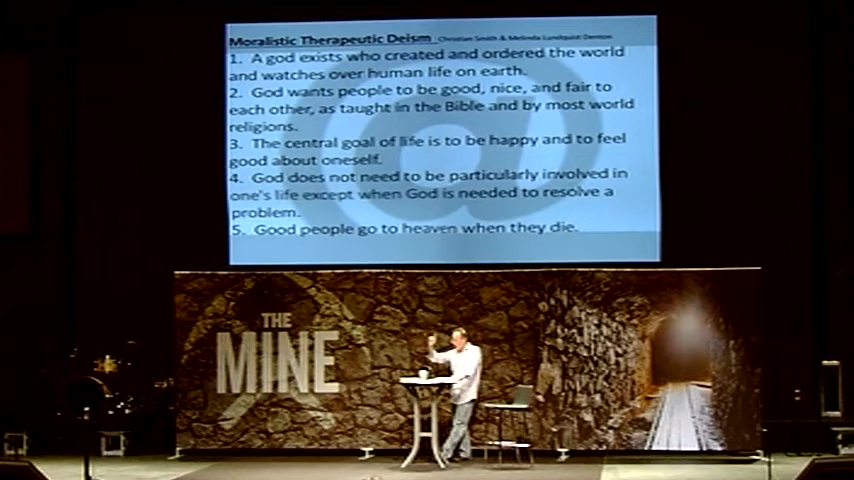 Moralistic Therapeutic Deism Christian Smith & Melinda Lundquist Denton
1. A god exists who created and ordered the world
and watches over human life on earth.
2. God wants people to be good, nice, and fair to
each other, as taught in the Bible and by most world
religions.
3. The central goal of life is to be happy and to feel
good about oneself.
4. God does not need to be particularly involved in
one's life except when God is needed to resolve a
problem.
5. Good people go to heaven when they die.
@
THE
MINE